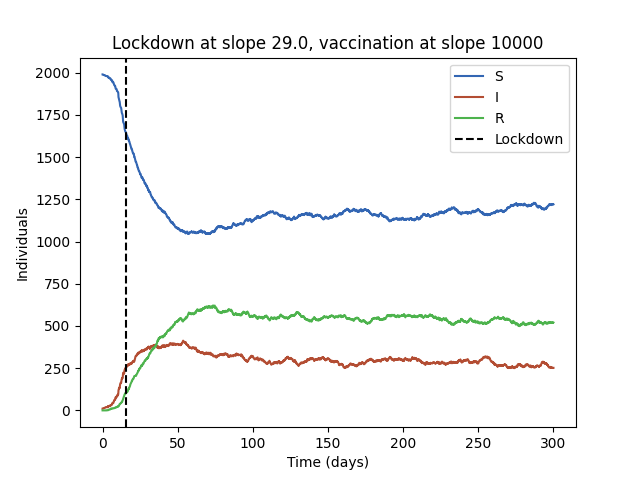 Lockdown at slope 29.0, vaccination at slope 10000
2000
1750
1500
1250
1000
750
500
250
0
Individuals
S
I
R
Lockdown
0 50 100 150 200 250 300
Time (days)